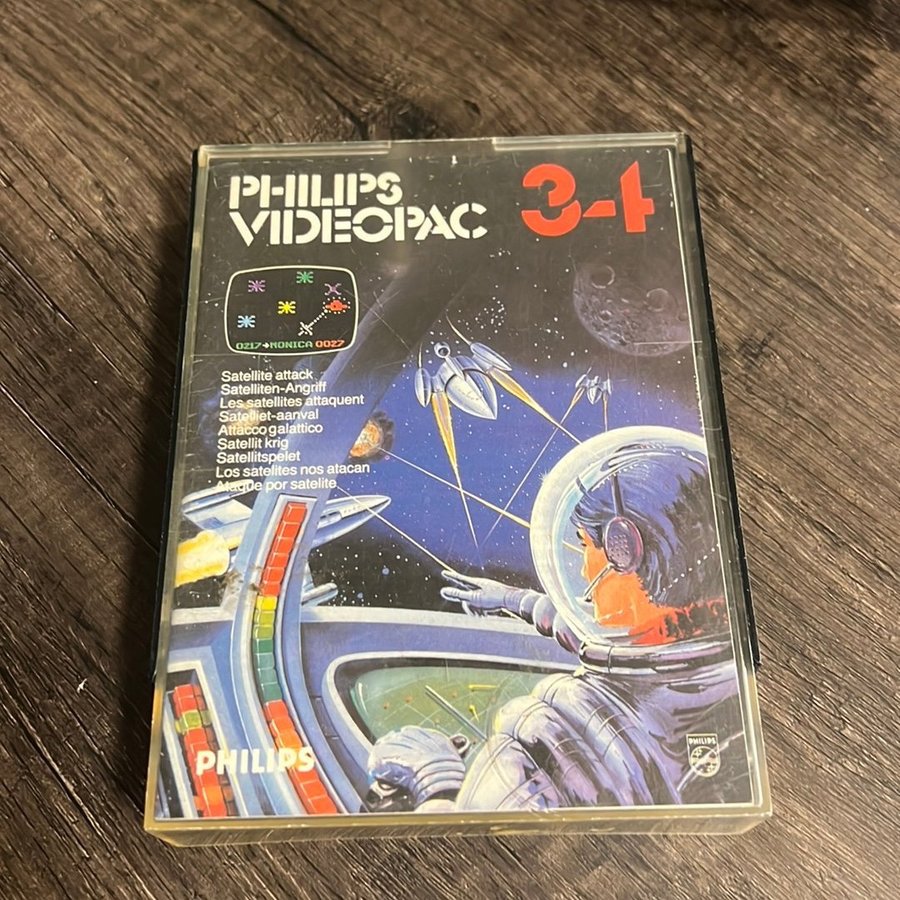 PHILIPS
VIDEOPAC
34
0217→MONICA 0027
Satellite attack
Satelliten-Angriff
Les satellites attaquent
Satelliet-aanval
Attacco galattico
Satellit krig
Satellitspelet
Los satelites nos atacan
Ataque por satelite
PHILIPS
PHILIPS